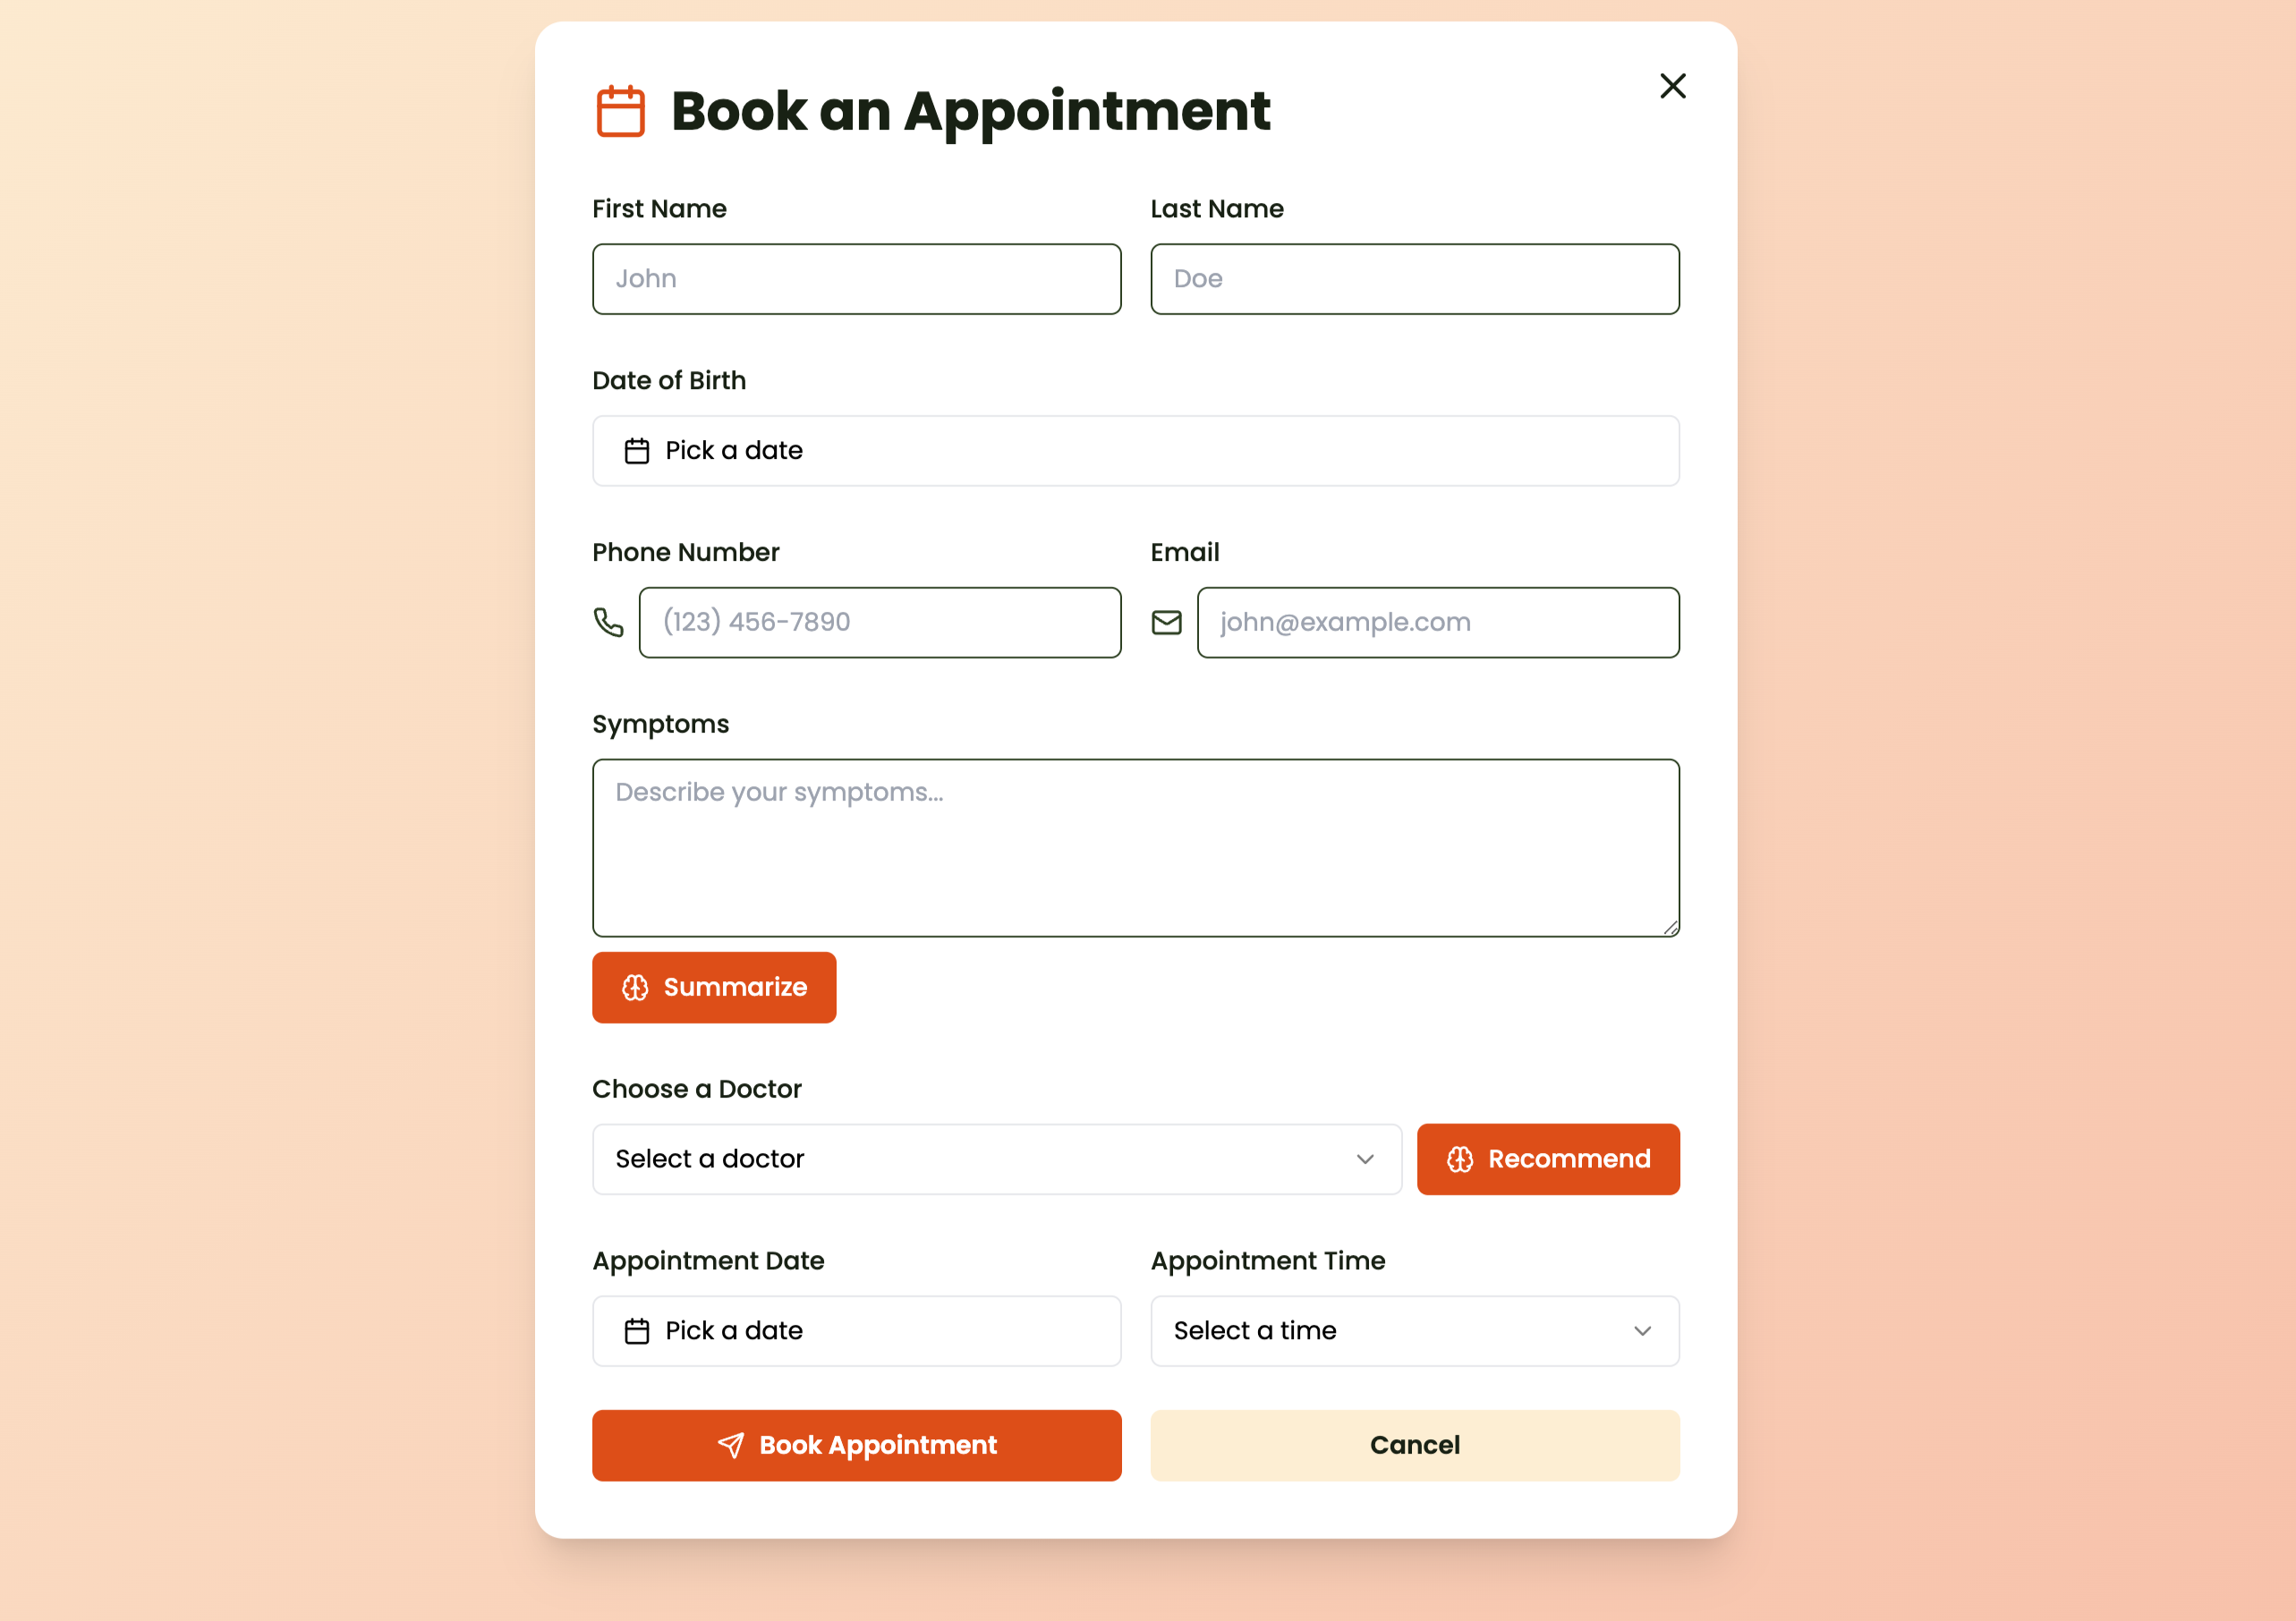 Book an Appointment
First Name
Last Name
John
Doe
Date of Birth
Pick a date
Phone Number
Email
(123) 456-7890
john@example.com
Symptoms
Describe your symptoms...
Summarize
Choose a Doctor
Select a doctor
Recommend
Appointment Date
Appointment Time
Pick a date
Select a time
Book Appointment
Cancel